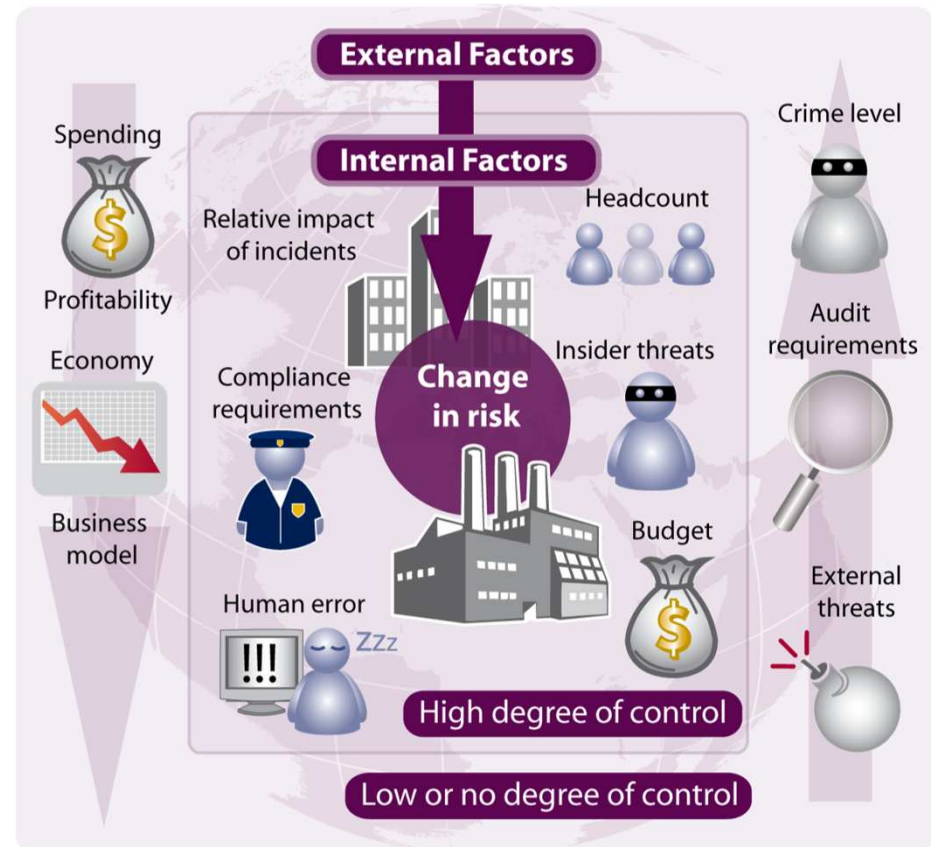 External Factors
Internal Factors
Spending
$
Profitability
Economy
Business
model
Relative impact
of incidents
Headcount
Compliance
requirements
Change
in risk
Insider threats
Human error
!!!
ZZZ
Budget
$
High degree of control
Low or no degree of control
Crime level
Audit
requirements
External
threats